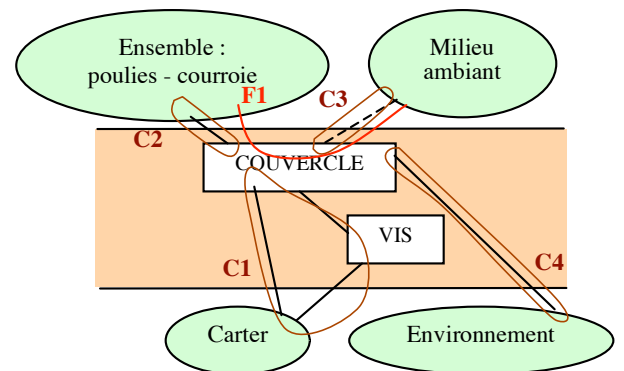 Ensemble :
poulies - courroie
Milieu
ambiant
F1
C3
C2
COUVERCLE
VIS
C1
C4
Carter
Environnement